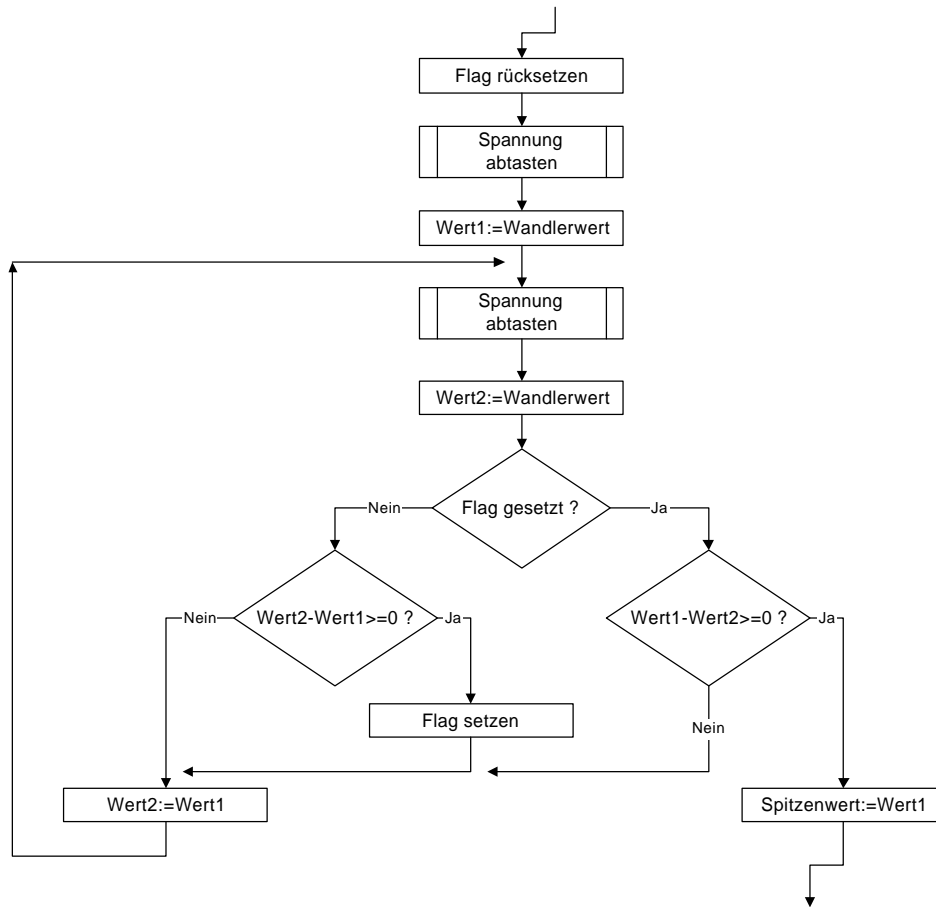 Flag rücksetzen
Spannung
abtasten
Wert1:=Wandlerwert
Spannung
abtasten
Wert2:=Wandlerwert
Flag gesetzt ?
Nein
Ja
Wert2-Wert1>=0 ?
Nein
Ja
Wert1-Wert2>=0 ?
Ja
Nein
Flag setzen
Wert2:=Wert1
Spitzenwert:=Wert1